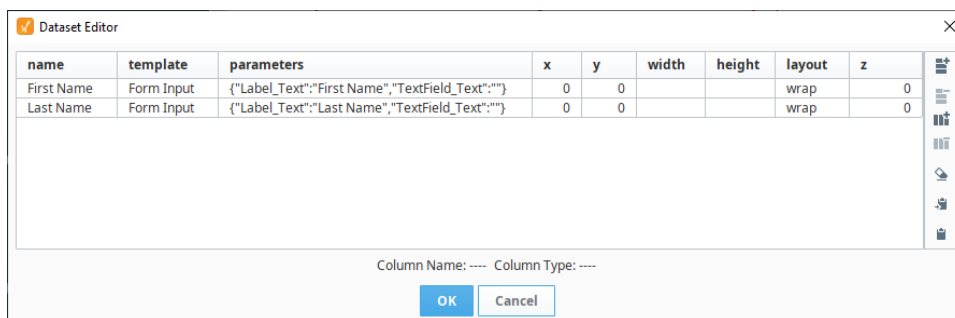 Dataset Editor
name template parameters x y width height layout z
First Name Form Input {"Label_Text":"First Name","TextField_Text":""} 0 0 wrap 0
Last Name Form Input {"Label_Text":"Last Name","TextField_Text":""} 0 0 wrap 0
Column Name: ---- Column Type: ----
OK Cancel